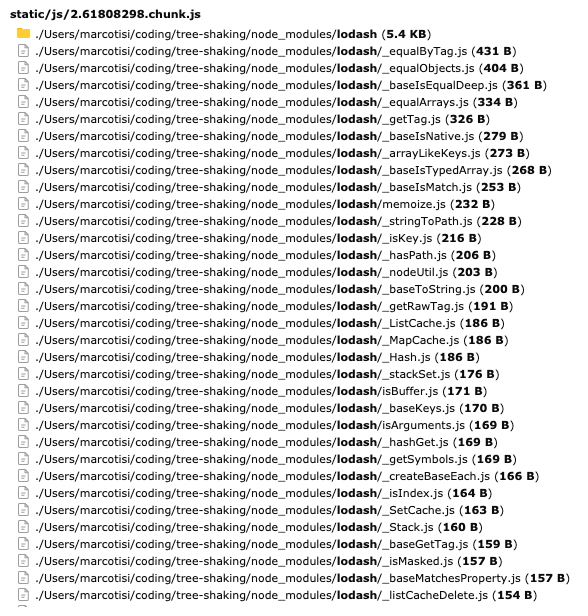 static/js/2.61808298.chunk.js
./Users/marcotisi/coding/tree-shaking/node_modules/lodash (5.4 KB)
./Users/marcotisi/coding/tree-shaking/node_modules/lodash/_equalByTag.js (431 B)
./Users/marcotisi/coding/tree-shaking/node_modules/lodash/_equalObjects.js (404 B)
./Users/marcotisi/coding/tree-shaking/node_modules/lodash/_baseIsEqualDeep.js (361 B)
./Users/marcotisi/coding/tree-shaking/node_modules/lodash/_equalArrays.js (334 B)
./Users/marcotisi/coding/tree-shaking/node_modules/lodash/_getTag.js (326 B)
./Users/marcotisi/coding/tree-shaking/node_modules/lodash/_baseIsNative.js (279 B)
./Users/marcotisi/coding/tree-shaking/node_modules/lodash/_arrayLikeKeys.js (273 B)
./Users/marcotisi/coding/tree-shaking/node_modules/lodash/_baseIsTypedArray.js (268 B)
./Users/marcotisi/coding/tree-shaking/node_modules/lodash/_baseIsMatch.js (253 B)
./Users/marcotisi/coding/tree-shaking/node_modules/lodash/memoize.js (232 B)
./Users/marcotisi/coding/tree-shaking/node_modules/lodash/_stringToPath.js (228 B)
./Users/marcotisi/coding/tree-shaking/node_modules/lodash/_isKey.js (216 B)
./Users/marcotisi/coding/tree-shaking/node_modules/lodash/_hasPath.js (206 B)
./Users/marcotisi/coding/tree-shaking/node_modules/lodash/_nodeUtil.js (203 B)
./Users/marcotisi/coding/tree-shaking/node_modules/lodash/_baseToString.js (200 B)
./Users/marcotisi/coding/tree-shaking/node_modules/lodash/_getRawTag.js (191 B)
./Users/marcotisi/coding/tree-shaking/node_modules/lodash/_ListCache.js (186 B)
./Users/marcotisi/coding/tree-shaking/node_modules/lodash/_MapCache.js (186 B)
./Users/marcotisi/coding/tree-shaking/node_modules/lodash/_Hash.js (186 B)
./Users/marcotisi/coding/tree-shaking/node_modules/lodash/_stackSet.js (176 B)
./Users/marcotisi/coding/tree-shaking/node_modules/lodash/isBuffer.js (171 B)
./Users/marcotisi/coding/tree-shaking/node_modules/lodash/_baseKeys.js (170 B)
./Users/marcotisi/coding/tree-shaking/node_modules/lodash/isArguments.js (169 B)
./Users/marcotisi/coding/tree-shaking/node_modules/lodash/_hashGet.js (169 B)
./Users/marcotisi/coding/tree-shaking/node_modules/lodash/_getSymbols.js (169 B)
./Users/marcotisi/coding/tree-shaking/node_modules/lodash/_createBaseEach.js (166 B)
./Users/marcotisi/coding/tree-shaking/node_modules/lodash/_isIndex.js (164 B)
./Users/marcotisi/coding/tree-shaking/node_modules/lodash/_SetCache.js (163 B)
./Users/marcotisi/coding/tree-shaking/node_modules/lodash/_Stack.js (160 B)
./Users/marcotisi/coding/tree-shaking/node_modules/lodash/_baseGetTag.js (159 B)
./Users/marcotisi/coding/tree-shaking/node_modules/lodash/_isMasked.js (157 B)
./Users/marcotisi/coding/tree-shaking/node_modules/lodash/_baseMatchesProperty.js (157 B)
./Users/marcotisi/coding/tree-shaking/node_modules/lodash/_listCacheDelete.js (154 B)